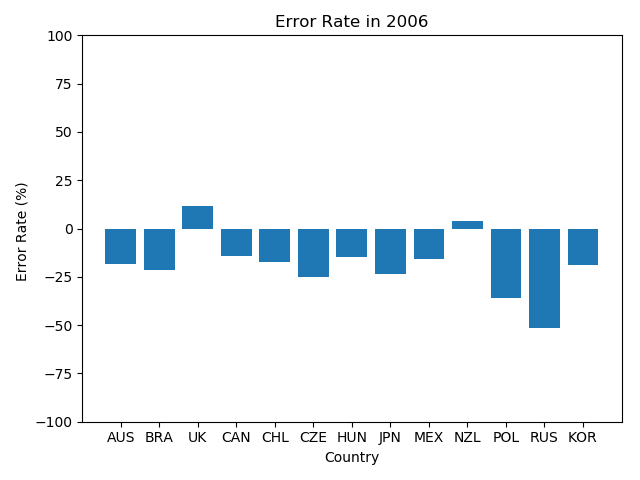 Error Rate in 2006
Error Rate (%)
100
75
50
25
0
−25
−50
−75
−100
AUS BRA UK CAN CHL CZE HUN JPN MEX NZL POL RUS KOR
Country